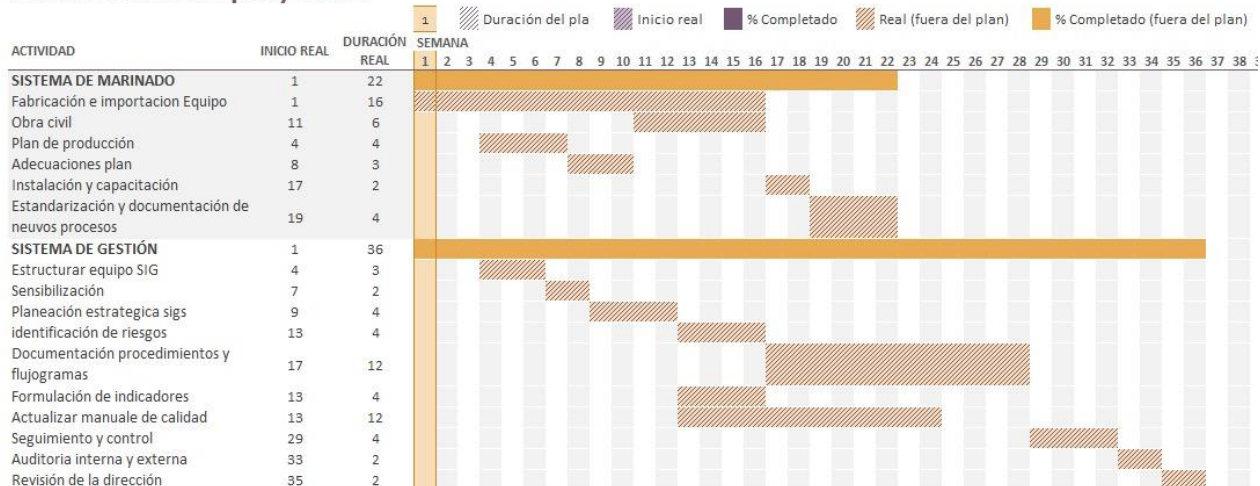 1 Duración del pla Inicio real % Completado Real (fuera del plan) % Completado (fuera del plan)
ACTIVIDAD INICIO REAL DURACIÓN REAL SEMANA
1 2 3 4 5 6 7 8 9 10 11 12 13 14 15 16 17 18 19 20 21 22 23 24 25 26 27 28 29 30 31 32 33 34 35 36 37 38
SISTEMA DE MARINADO 1 22
Fabricación e importacion Equipo 1 16
Obra civil 11 6
Plan de producción 4 4
Adecuaciones plan 8 3
Instalación y capacitación 17 2
Estandarización y documentación de
neuvos procesos 19 4
SISTEMA DE GESTIÓN 1 36
Estructurar equipo SIG 4 3
Sensibilización 7 2
Planeación estrategica sigs 9 4
identificación de riesgos 13 4
Documentación procedimientos y
flujogramas 17 12
Formulación de indicadores 13 4
Actualizar manuale de calidad 13 12
Seguimiento y control 29 4
Auditoria interna y externa 33 2
Revisión de la dirección 35 2